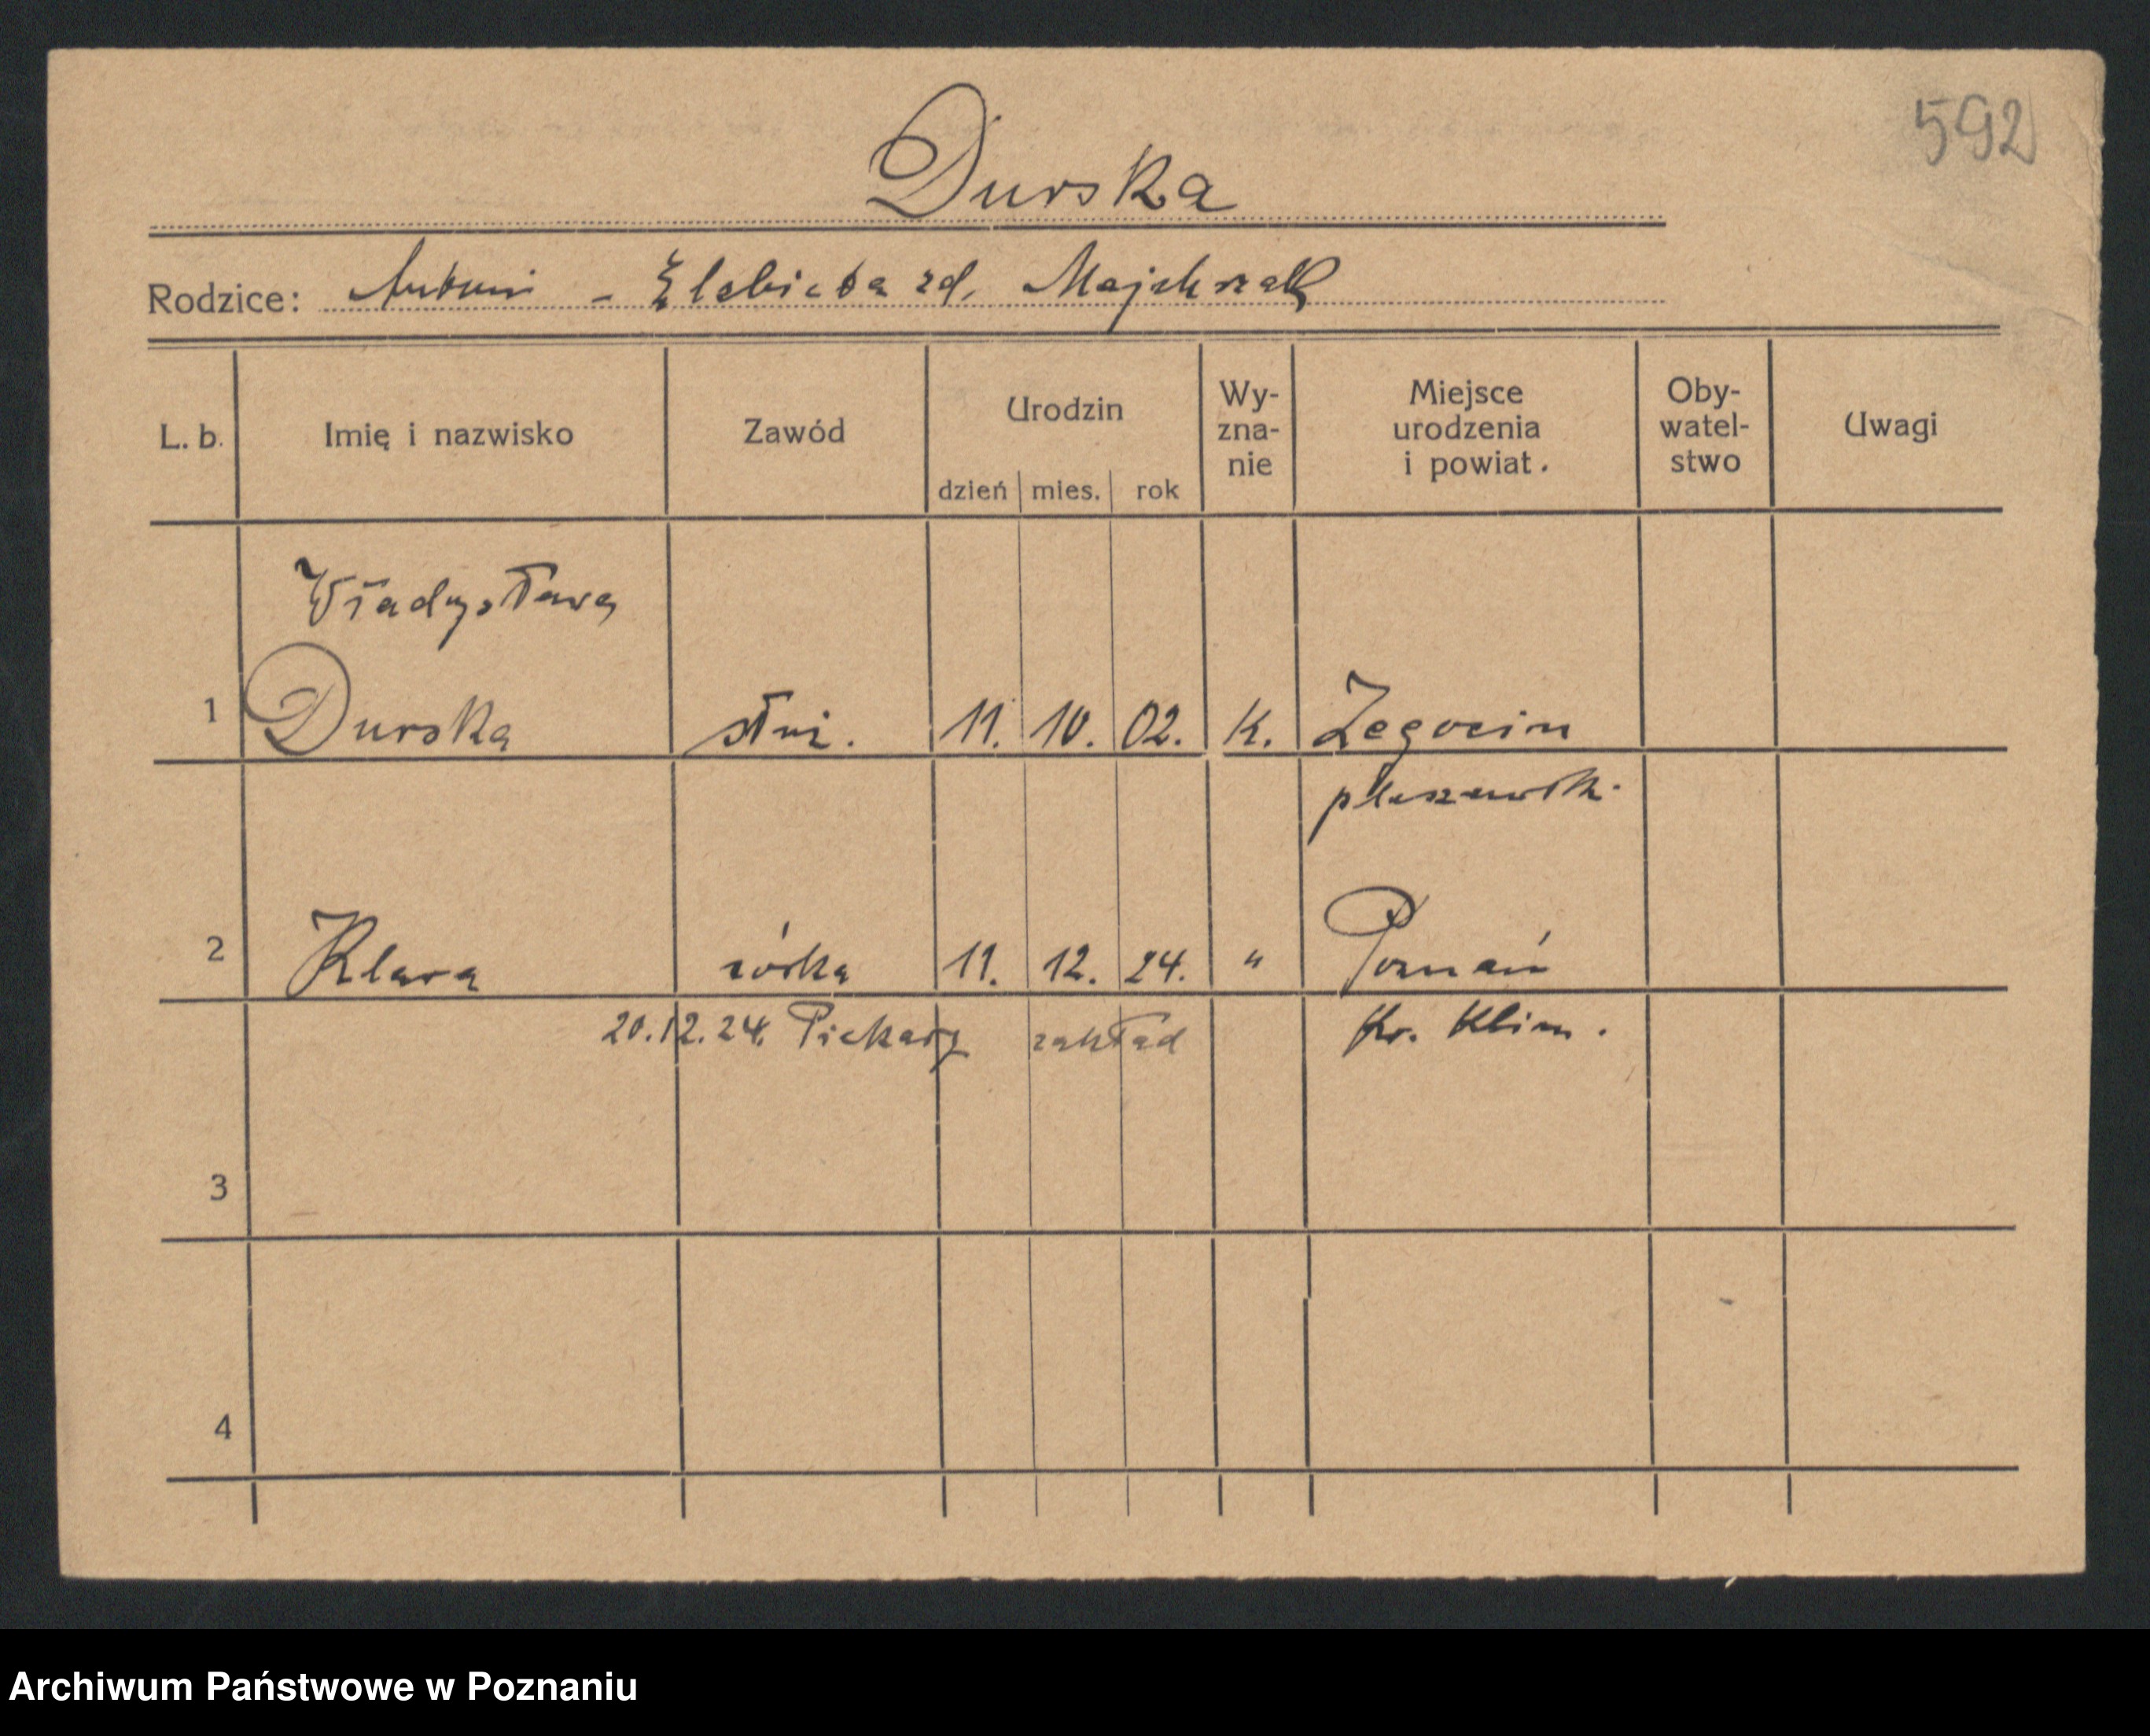 592
Durska
Rodzice: Antoni - Elżbieta zd. Majchrzak
L. b. Imię i nazwisko Zawód Urodzin dzień mies. rok Wy- zna- nie Miejsce urodzenia i powiat. Oby- watel- stwo Uwagi
Władysława
1 Durska służ. 11. 10. 02. K. Żegocin
pleszewsk.
2 Klara córka 11. 12. 24. " Poznań
20.12.24. Piekary zakład Kr. Klin.
3
4
Archiwum Państwowe w Poznaniu